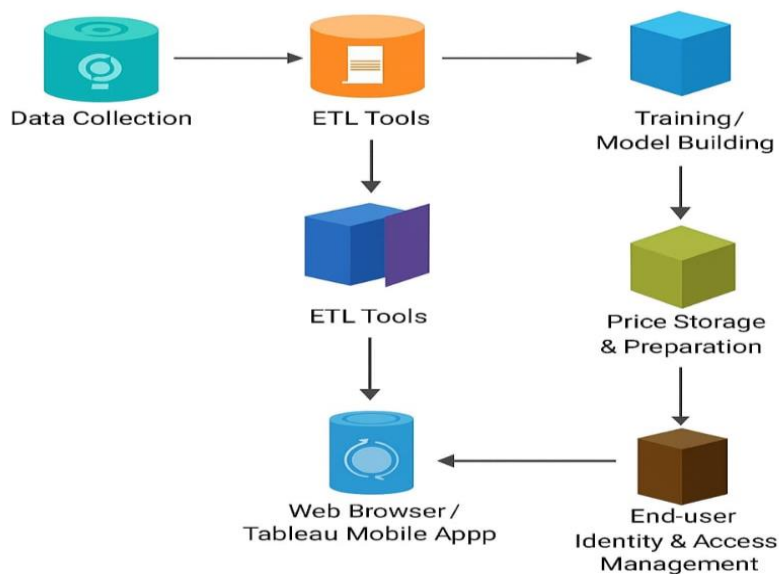 Data Collection
ETL Tools
Training/
Model Building
ETL Tools
Price Storage
& Preparation
Web Browser /
Tableau Mobile Appp
End-user
Identity & Access
Management